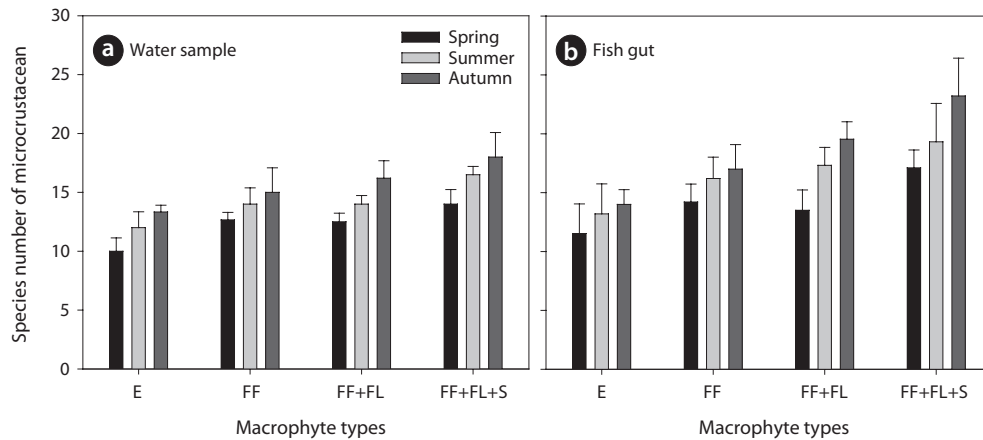 Species number of microcrustacean
30
25
20
15
10
5
0
a Water sample
Spring
Summer
Autumn
E
FF
FF+FL
FF+FL+S
Macrophyte types
b Fish gut
E
FF
FF+FL
FF+FL+S
Macrophyte types